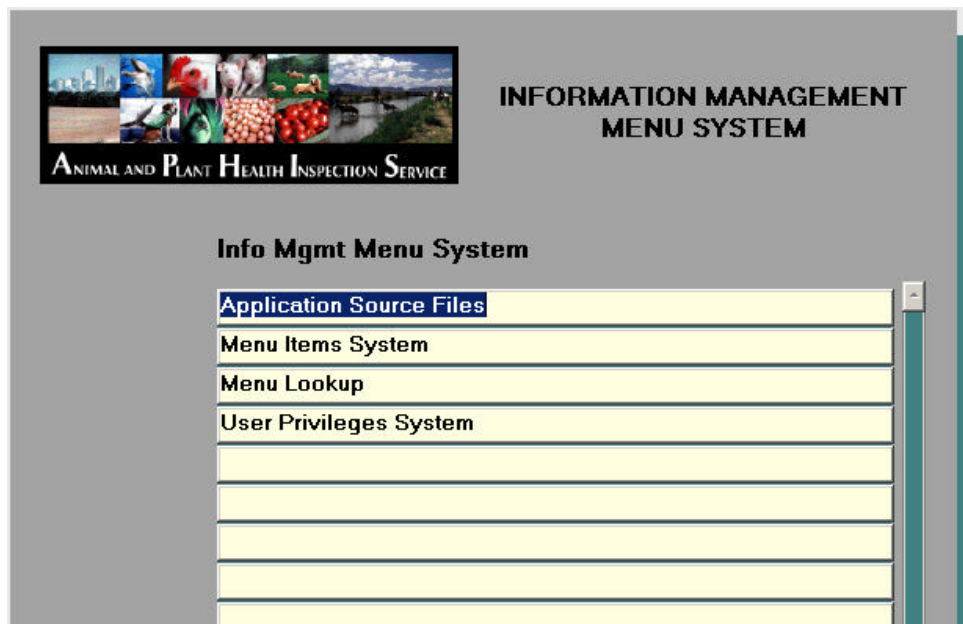 INFORMATION MANAGEMENT
MENU SYSTEM
ANIMAL AND PLANT HEALTH INSPECTION SERVICE
Info Mgmt Menu System
Application Source Files
Menu Items System
Menu Lookup
User Privileges System